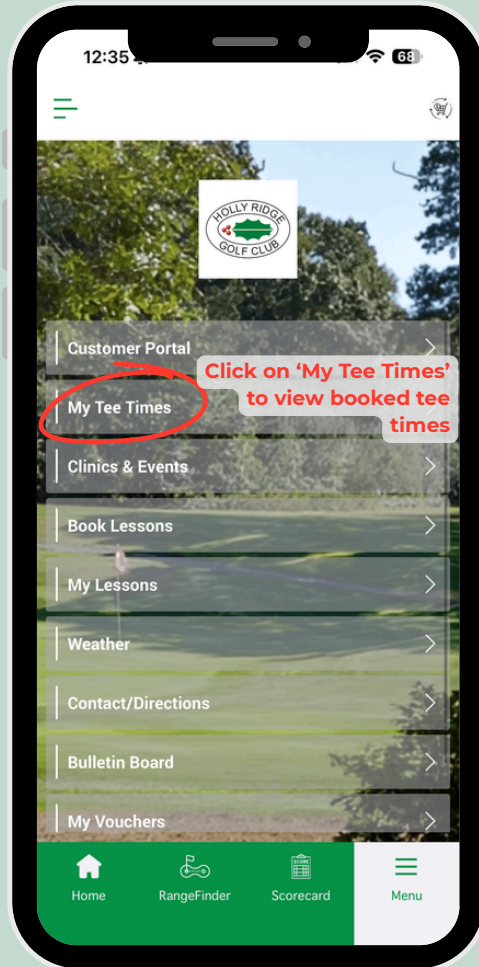 12:35
68
HOLLY RIDGE
GOLF CLUB
Customer Portal
Click on ‘My Tee Times’
to view booked tee
times
My Tee Times
Clinics & Events
Book Lessons
My Lessons
Weather
Contact/Directions
Bulletin Board
My Vouchers
SCORE
Home
RangeFinder
Scorecard
Menu